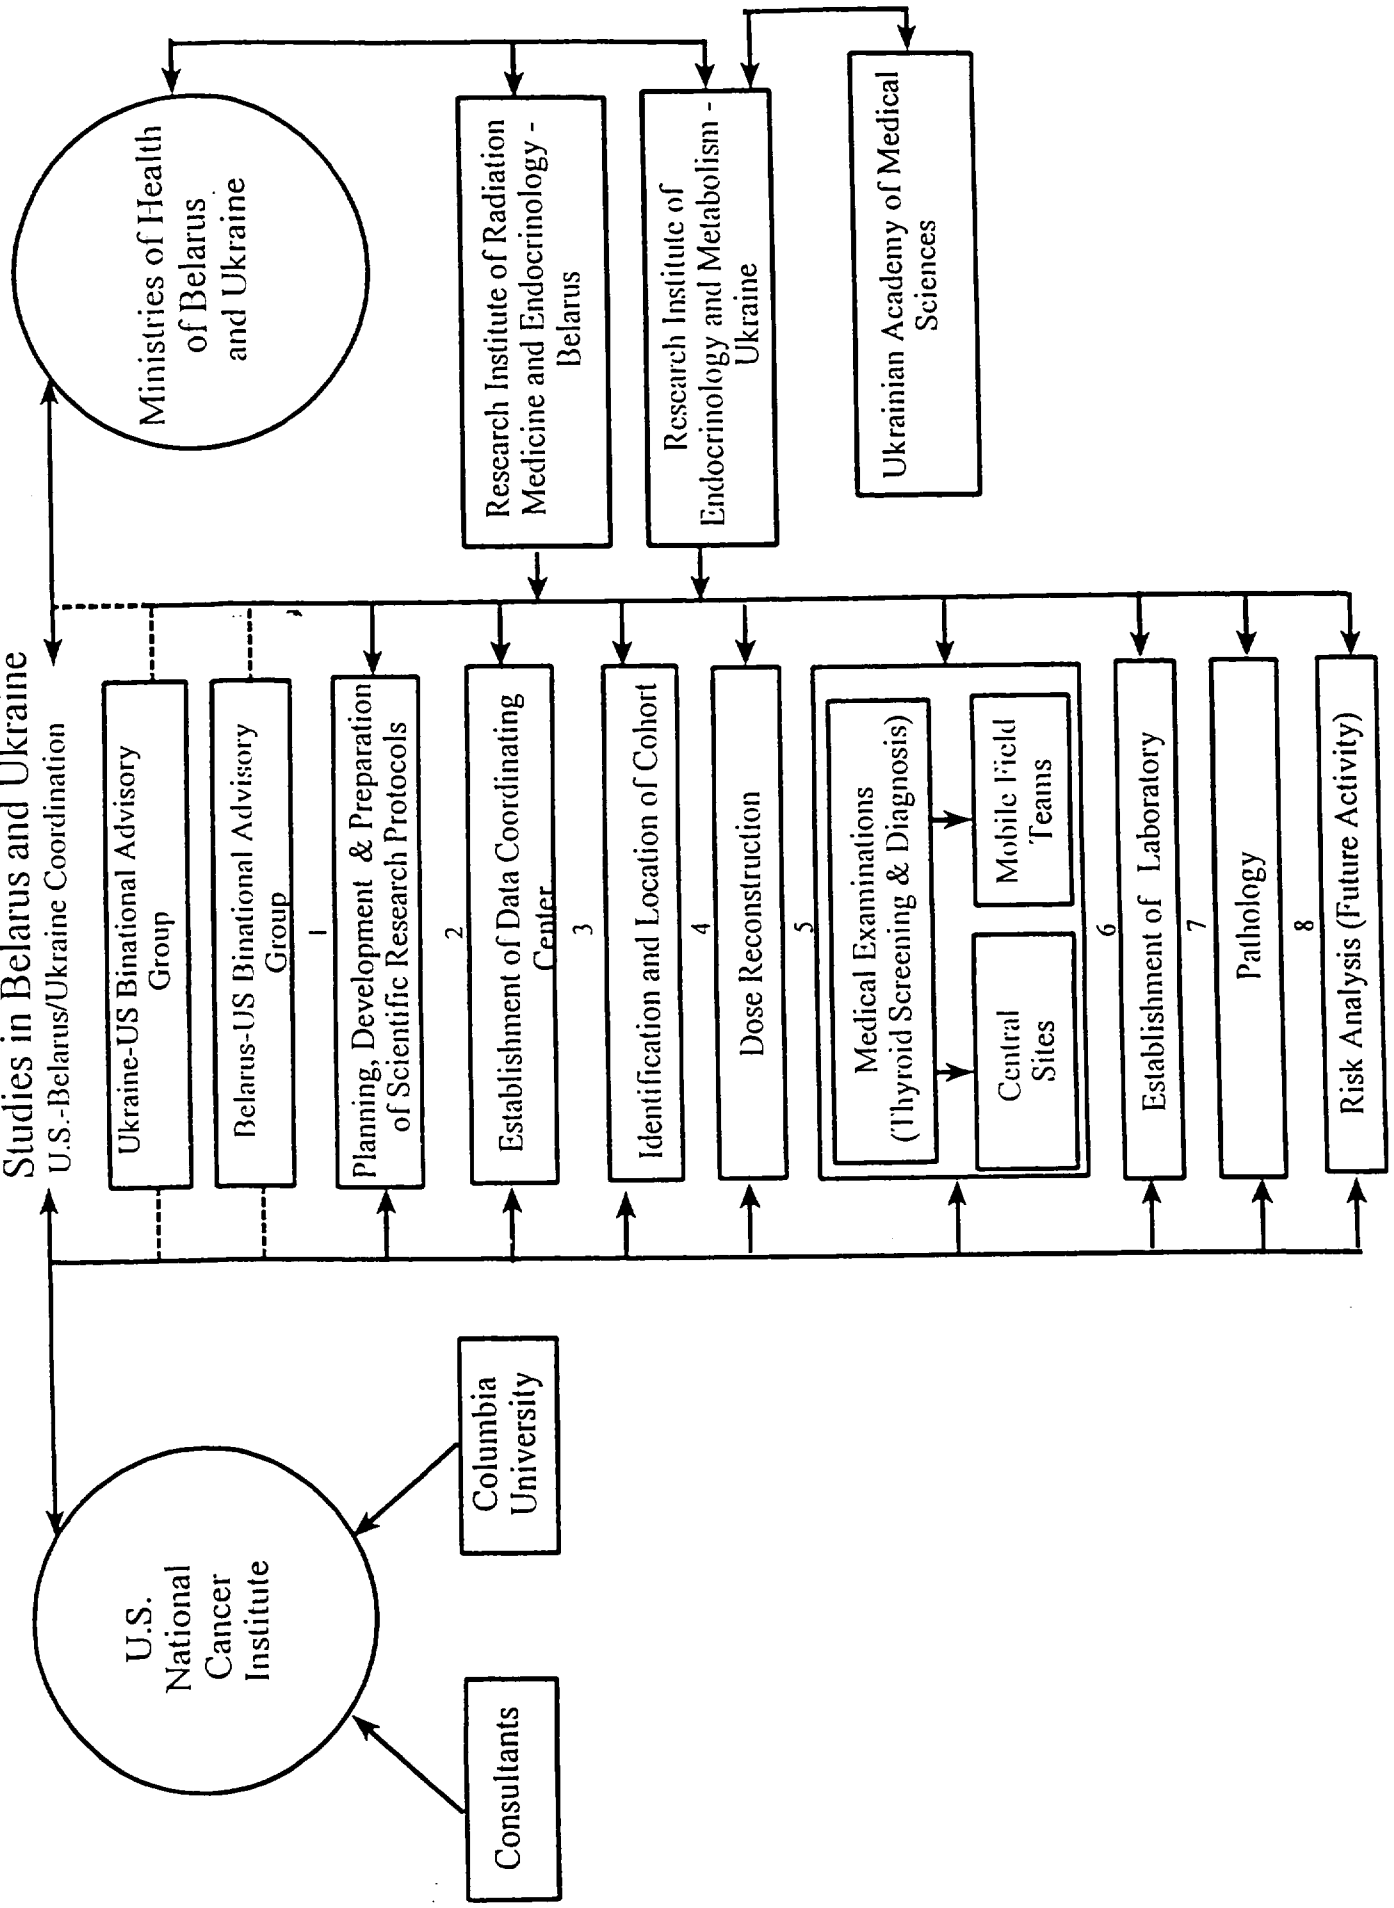 Studies in Belarus and Ukraine
U.S.-Belarus/Ukraine Coordination
U.S.
National
Cancer
Institute
Consultants
Columbia
University
Ukraine-US Binational Advisory
Group
Belarus-US Binational Advisory
Group
1
Planning, Development & Preparation
of Scientific Research Protocols
2
Establishment of Data Coordinating
Center
3
Identification and Location of Cohort
4
Dose Reconstruction
5
Medical Examinations
(Thyroid Screening & Diagnosis)
Central
Sites
Mobile Field
Teams
6
Establishment of Laboratory
7
Pathology
8
Risk Analysis (Future Activity)
Ministries of Health
of Belarus
and Ukraine
Research Institute of Radiation
Medicine and Endocrinology -
Belarus
Research Institute of
Endocrinology and Metabolism -
Ukraine
Ukrainian Academy of Medical
Sciences